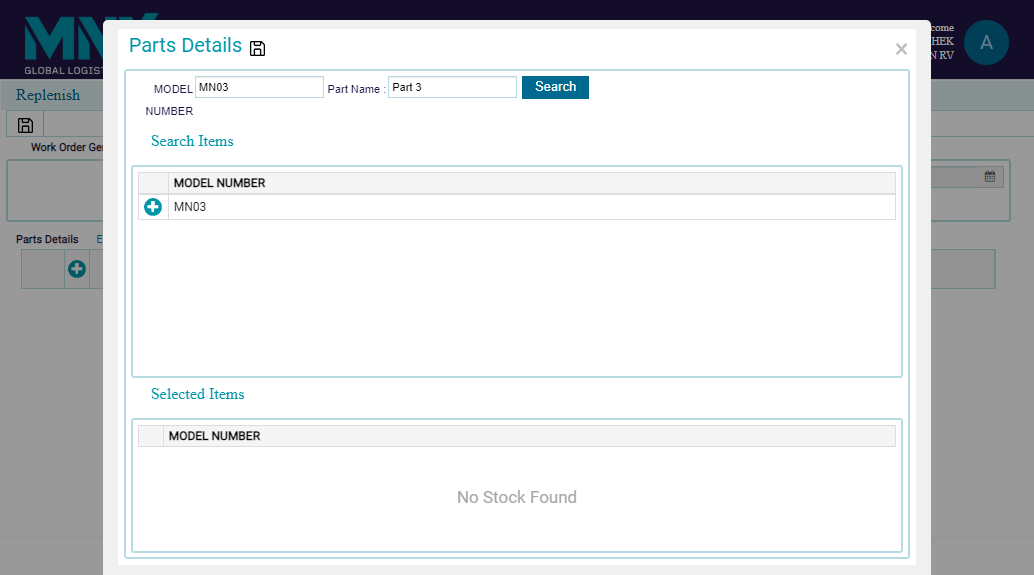 MNX
GLOBAL LOGIST
come
HEK
N RV
A
Replenish
Work Order Ge
Parts Details E
Parts Details
×
MODEL NUMBER MN03 Part Name : Part 3 Search
Search Items
MODEL NUMBER
MN03
Selected Items
MODEL NUMBER
No Stock Found